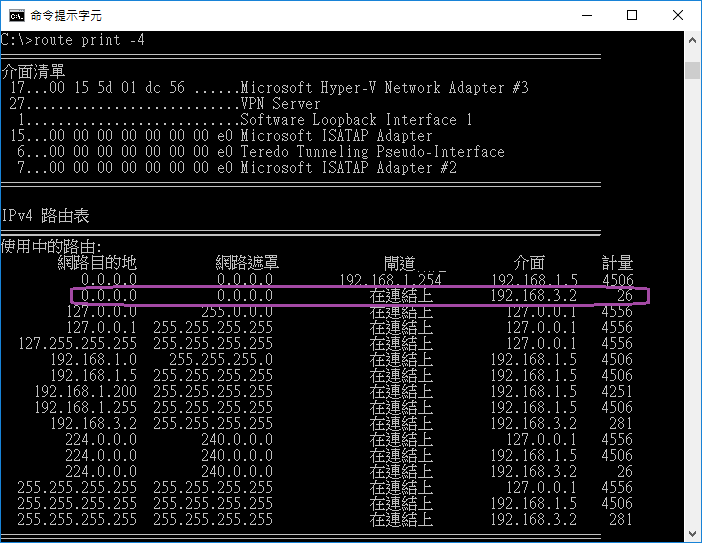 命令提示字元
C:\>route print -4
介面清單
17...00 15 5d 01 dc 56 ......Microsoft Hyper-V Network Adapter #3
27...........................VPN Server
1...........................Software Loopback Interface 1
15...00 00 00 00 00 00 00 e0 Microsoft ISATAP Adapter
6...00 00 00 00 00 00 00 e0 Teredo Tunneling Pseudo-Interface
7...00 00 00 00 00 00 00 e0 Microsoft ISATAP Adapter #2
IPv4 路由表
使用中的路由:
網路目的地 網路遮罩 閘道 介面 計量
0.0.0.0 0.0.0.0 192.168.1.254 192.168.1.5 4506
0.0.0.0 0.0.0.0 在連結上 192.168.3.2 26
127.0.0.0 255.0.0.0 在連結上 127.0.0.1 4556
127.0.0.1 255.255.255.255 在連結上 127.0.0.1 4556
127.255.255.255 255.255.255.255 在連結上 127.0.0.1 4556
192.168.1.0 255.255.255.0 在連結上 192.168.1.5 4506
192.168.1.5 255.255.255.255 在連結上 192.168.1.5 4506
192.168.1.200 255.255.255.255 在連結上 192.168.1.5 4251
192.168.1.255 255.255.255.255 在連結上 192.168.1.5 4506
192.168.3.2 255.255.255.255 在連結上 192.168.3.2 281
224.0.0.0 240.0.0.0 在連結上 127.0.0.1 4556
224.0.0.0 240.0.0.0 在連結上 192.168.1.5 4506
224.0.0.0 240.0.0.0 在連結上 192.168.3.2 26
255.255.255.255 255.255.255.255 在連結上 127.0.0.1 4556
255.255.255.255 255.255.255.255 在連結上 192.168.1.5 4506
255.255.255.255 255.255.255.255 在連結上 192.168.3.2 281